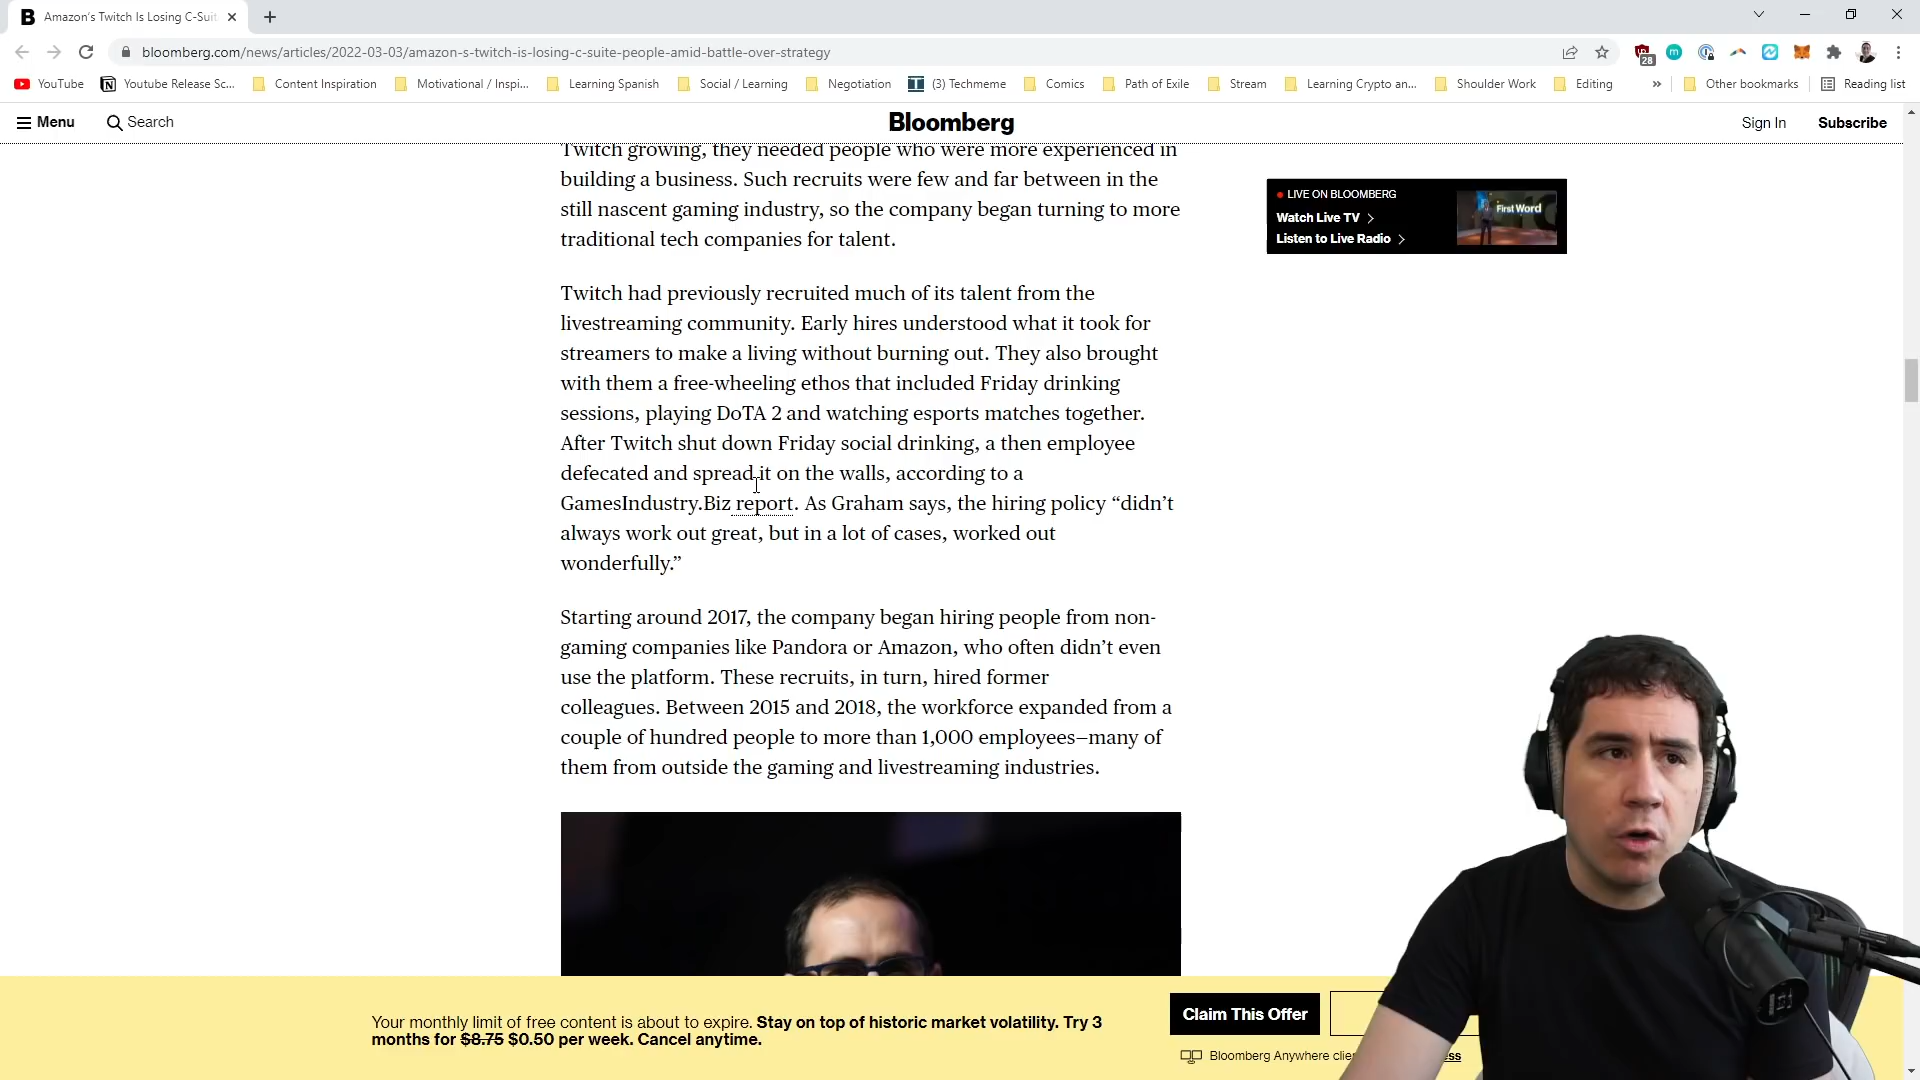 Amazon's Twitch Is Losing C-Suit
bloomberg.com/news/articles/2022-03-03/amazon-s-twitch-is-losing-c-suite-people-amid-battle-over-strategy
28
YouTube
Youtube Release Sc...
Content Inspiration
Motivational / Inspi...
Learning Spanish
Social / Learning
Negotiation
(3) Techmeme
Comics
Path of Exile
Stream
Learning Crypto an...
Shoulder Work
Editing
»
Other bookmarks
Reading list
Menu
Search
Bloomberg
Sign In
Subscribe
Twitch growing, they needed people who were more experienced in
building a business. Such recruits were few and far between in the
still nascent gaming industry, so the company began turning to more
traditional tech companies for talent.
LIVE ON BLOOMBERG
Watch Live TV
Listen to Live Radio
First Word
Twitch had previously recruited much of its talent from the
livestreaming community. Early hires understood what it took for
streamers to make a living without burning out. They also brought
with them a free-wheeling ethos that included Friday drinking
sessions, playing DoTA 2 and watching esports matches together.
After Twitch shut down Friday social drinking, a then employee
defecated and spread it on the walls, according to a
GamesIndustry.Biz report. As Graham says, the hiring policy “didn’t
always work out great, but in a lot of cases, worked out
wonderfully.”
Starting around 2017, the company began hiring people from non-
gaming companies like Pandora or Amazon, who often didn’t even
use the platform. These recruits, in turn, hired former
colleagues. Between 2015 and 2018, the workforce expanded from a
couple of hundred people to more than 1,000 employees—many of
them from outside the gaming and livestreaming industries.
Your monthly limit of free content is about to expire. Stay on top of historic market volatility. Try 3
months for $8.75 $0.50 per week. Cancel anytime.
Claim This Offer
Bloomberg Anywhere clie
ss